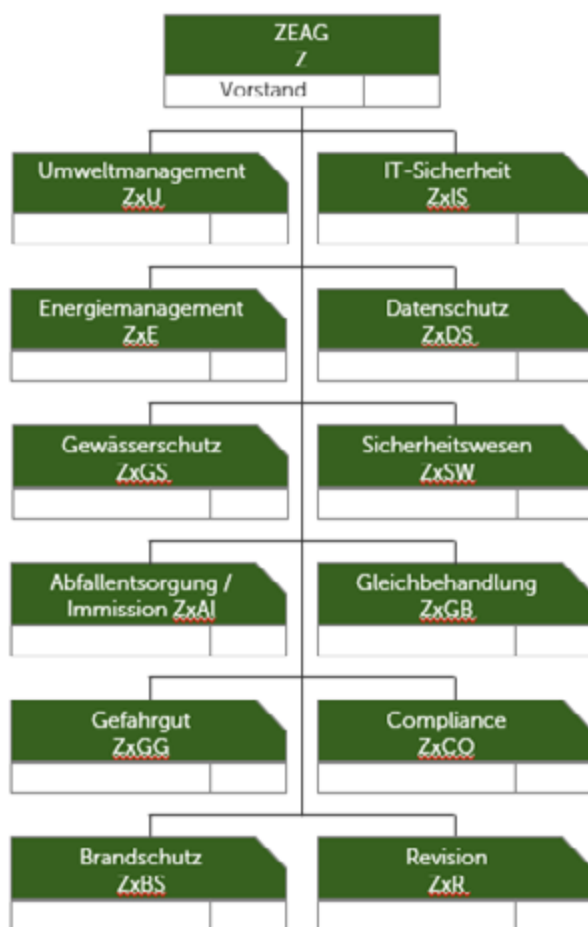 ZEAG
Z
Vorstand
Umweltmanagement
ZxU
IT-Sicherheit
ZxIS
Energiemanagement
ZxE
Datenschutz
ZxDS
Gewässerschutz
ZxGS
Sicherheitswesen
ZxSW
Abfallentsorgung /
Immission ZxAI
Gleichbehandlung
ZxGB
Gefahrgut
ZxGG
Compliance
ZxCO
Brandschutz
ZxBS
Revision
ZxR